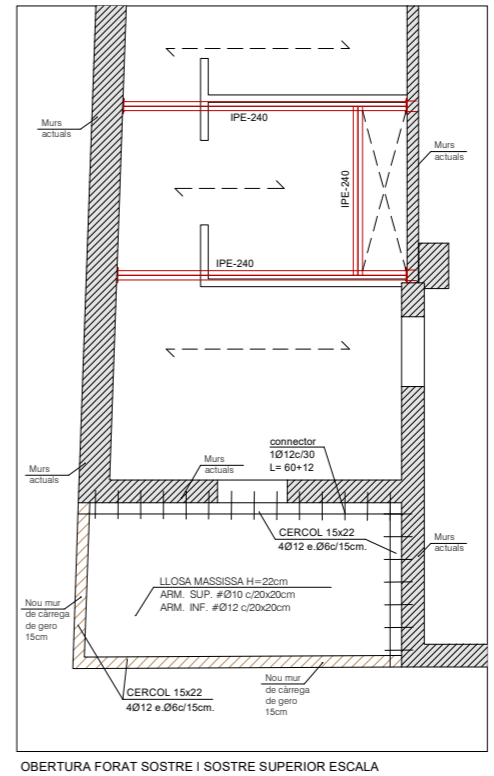 IPE-240
Murs
actuals
Murs
actuals
IPE-240
IPE-240
connector
1Ø12c/30
L= 60+12
Murs
actuals
Murs
actuals
CERCOL 15x22
4Ø12 e.Ø6c/15cm.
Murs
actuals
LLOSA MASSISSA H=22cm
ARM. SUP. #Ø10 c/20x20cm
ARM. INF. #Ø12 c/20x20cm
Nou mur
de càrrega
de gero
15cm
CERCOL 15x22
4Ø12 e.Ø6c/15cm.
Nou mur
de càrrega
de gero
15cm
OBERTURA FORAT SOSTRE I SOSTRE SUPERIOR ESCALA